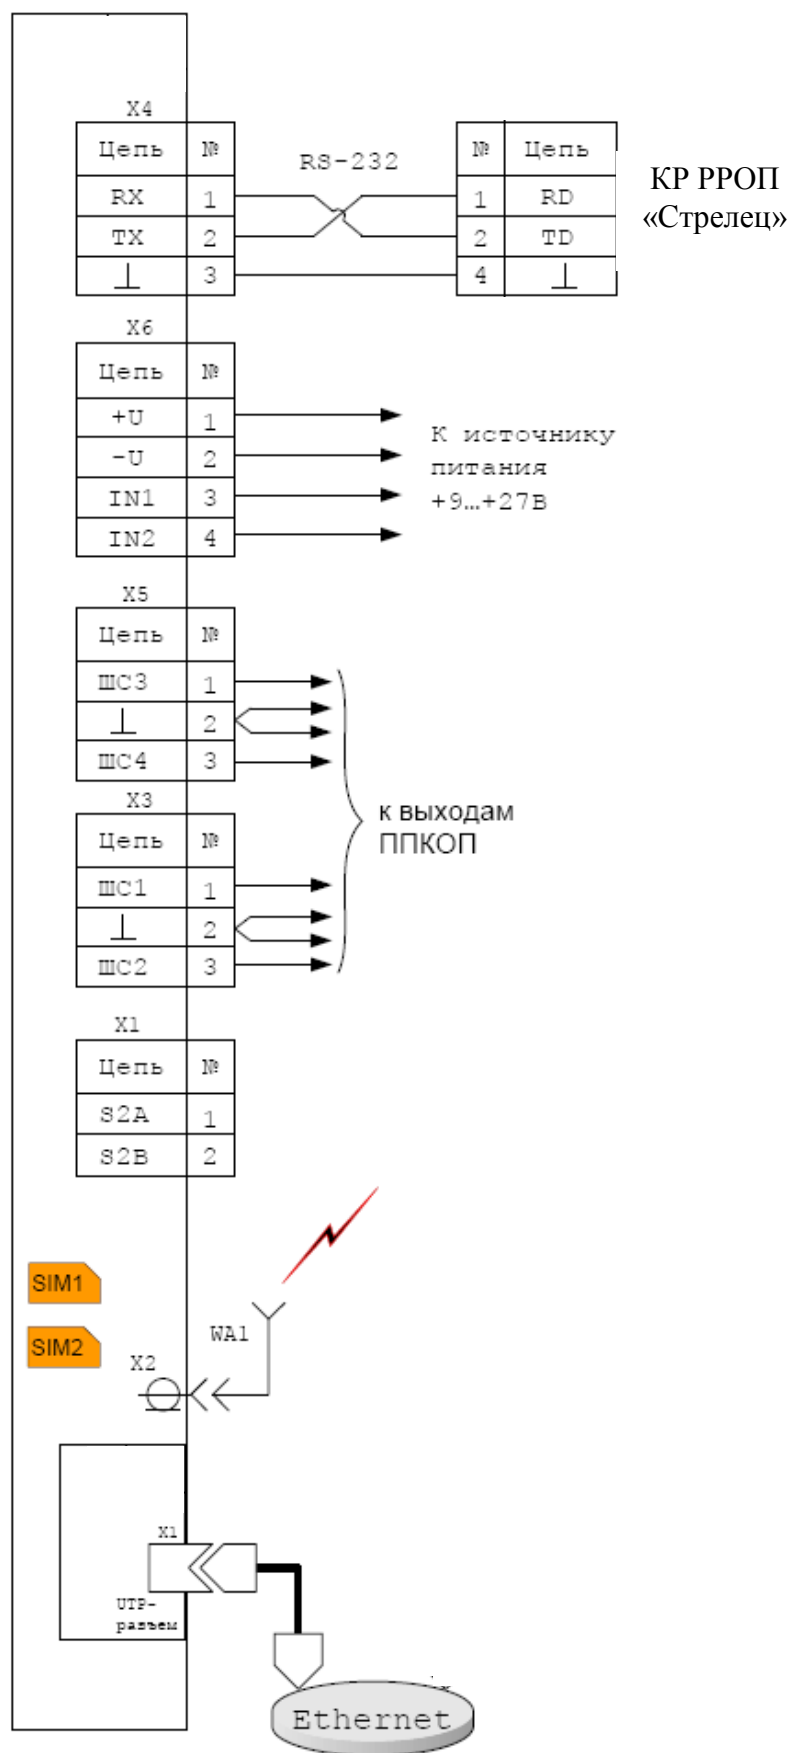 X4
Цепь №
RX 1
TX 2
⊥ 3
RS-232
№ Цепь
1 RD
2 TD
4 ⊥
КР РРОП
«Стрелец»
X6
Цепь №
+U 1
-U 2
IN1 3
IN2 4
К источнику
питания
+9…+27В
X5
Цепь №
ШС3 1
⊥ 2
ШС4 3
X3
Цепь №
ШС1 1
⊥ 2
ШС2 3
к выходам
ППКОП
X1
Цепь №
S2A 1
S2B 2
SIM1
SIM2
WA1
X2
X1
UTP-
разъем
Ethernet